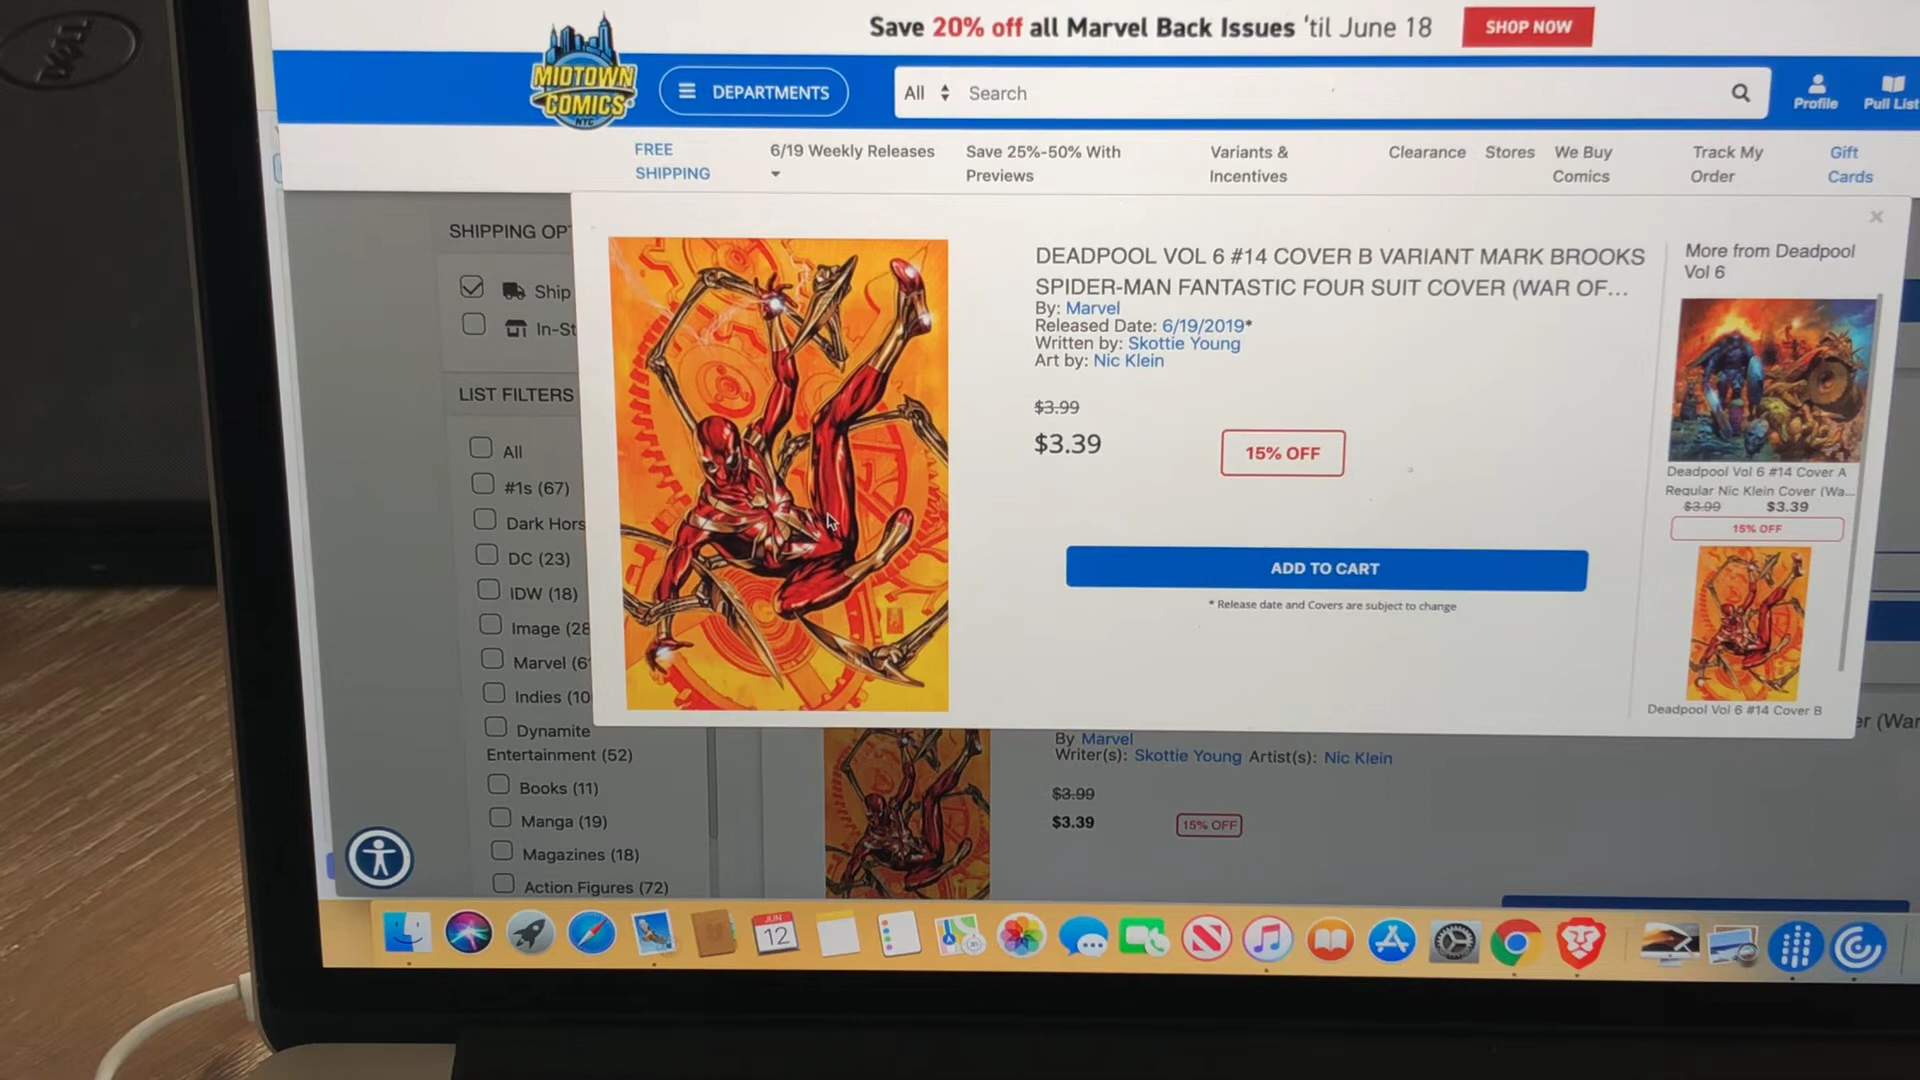 DELL
Save 20% off all Marvel Back Issues ‘til June 18
SHOP NOW
MIDTOWN
COMICS
NYC
DEPARTMENTS
All
Search
Profile
Pull List
FREE
SHIPPING
6/19 Weekly Releases
Save 25%-50% With
Previews
Variants &
Incentives
Clearance
Stores
We Buy
Comics
Track My
Order
Gift
Cards
SHIPPING OP
Ship
In-St
LIST FILTERS
All
#1s (67)
Dark Hors
DC (23)
IDW (18)
Image (28
Marvel (6
Indies (10
Dynamite
Entertainment (52)
Books (11)
Manga (19)
Magazines (18)
Action Figures (72)
DEADPOOL VOL 6 #14 COVER B VARIANT MARK BROOKS
SPIDER-MAN FANTASTIC FOUR SUIT COVER (WAR OF...
By: Marvel
Released Date: 6/19/2019*
Written by: Skottie Young
Art by: Nic Klein
$3.99
$3.39
15% OFF
ADD TO CART
* Release date and Covers are subject to change
×
More from Deadpool
Vol 6
Deadpool Vol 6 #14 Cover A
Regular Nic Klein Cover (Wa...
$3.99 $3.39
15% OFF
Deadpool Vol 6 #14 Cover B
er (War
By Marvel
Writer(s): Skottie Young Artist(s): Nic Klein
$3.99
$3.39
15% OFF
JUN
12